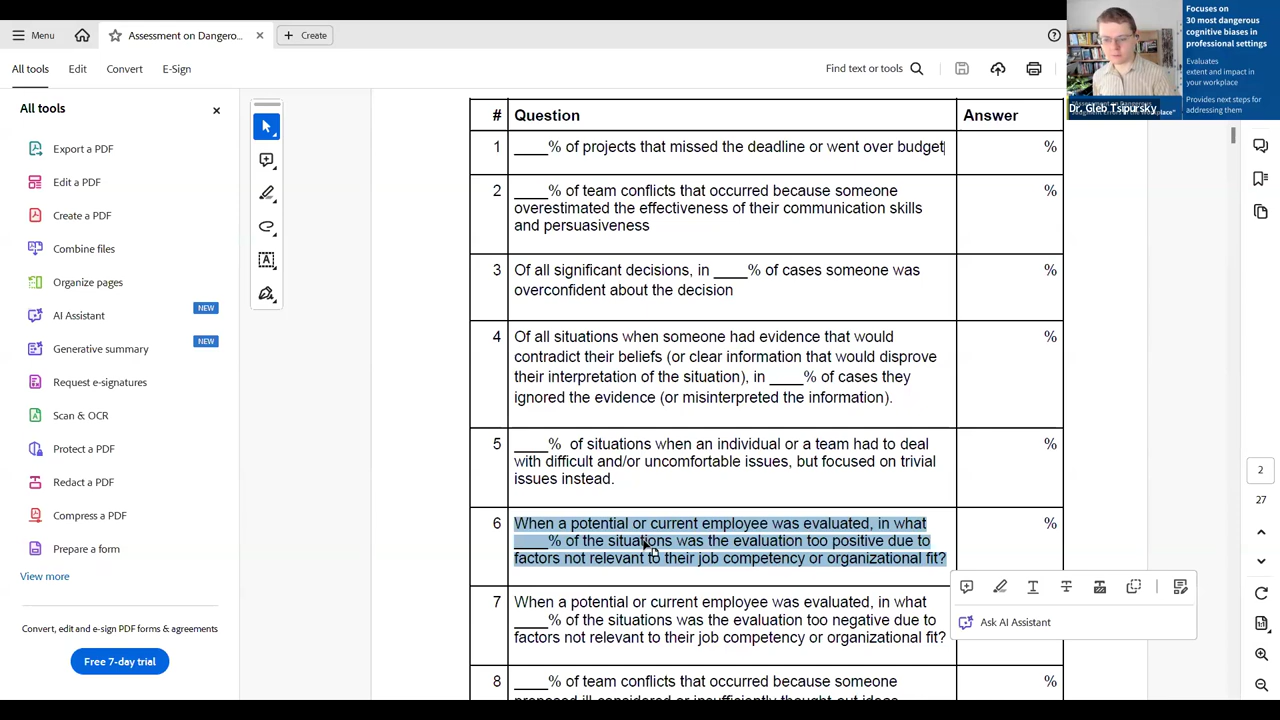 Menu
Assessment on Dangero...
Create
All tools
Edit
Convert
E-Sign
Find text or tools
Focuses on
30 most dangerous
cognitive biases in
professional settings
Evaluates
extent and impact in
your workplace
Provides next steps for
addressing them
Dr. Gleb Tsipursky
All tools
Export a PDF
Edit a PDF
Create a PDF
Combine files
Organize pages
AI Assistant
NEW
Generative summary
NEW
Request e-signatures
Scan & OCR
Protect a PDF
Redact a PDF
Compress a PDF
Prepare a form
View more
Convert, edit and e-sign PDF forms & agreements
Free 7-day trial
# Question Answer
1 ____% of projects that missed the deadline or went over budget %
2 ____% of team conflicts that occurred because someone %
overestimated the effectiveness of their communication skills
and persuasiveness
3 Of all significant decisions, in ____% of cases someone was %
overconfident about the decision
4 Of all situations when someone had evidence that would %
contradict their beliefs (or clear information that would disprove
their interpretation of the situation), in ____% of cases they
ignored the evidence (or misinterpreted the information).
5 ____% of situations when an individual or a team had to deal %
with difficult and/or uncomfortable issues, but focused on trivial
issues instead.
6 When a potential or current employee was evaluated, in what %
____% of the situations was the evaluation too positive due to
factors not relevant to their job competency or organizational fit?
7 When a potential or current employee was evaluated, in what
____% of the situations was the evaluation too negative due to
factors not relevant to their job competency or organizational fit?
8 ____% of team conflicts that occurred because someone %
proposed ill-considered or insufficiently thought-out ideas
Ask AI Assistant
2
27